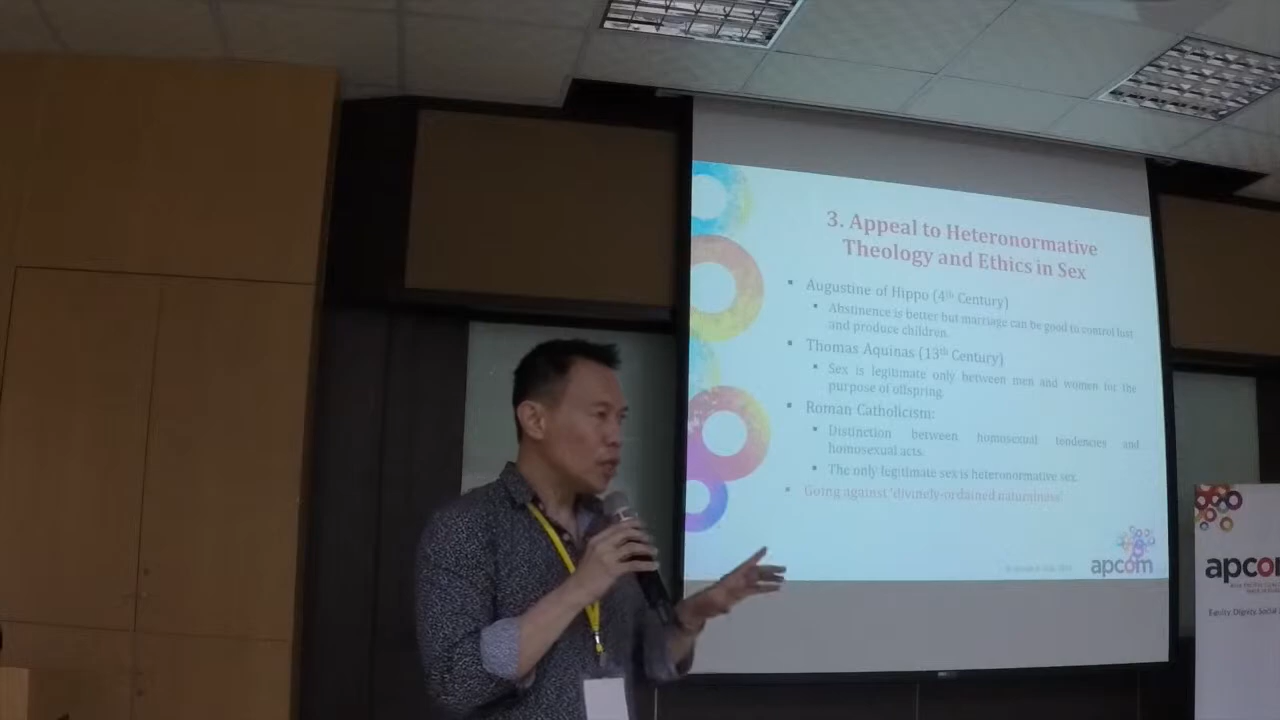 3. Appeal to Heteronormative
Theology and Ethics in Sex
▪ Augustine of Hippo (4th Century)
▪ Abstinence is better but marriage can be good to control lust
and produce children.
▪ Thomas Aquinas (13th Century)
▪ Sex is legitimate only between men and women for the
purpose of offspring.
▪ Roman Catholicism:
▪ Distinction between homosexual tendencies and
homosexual acts.
▪ The only legitimate sex is heteronormative sex.
▪ Going against 'divinely-ordained naturalness'
apcom
apcom
Equity Dignity Social